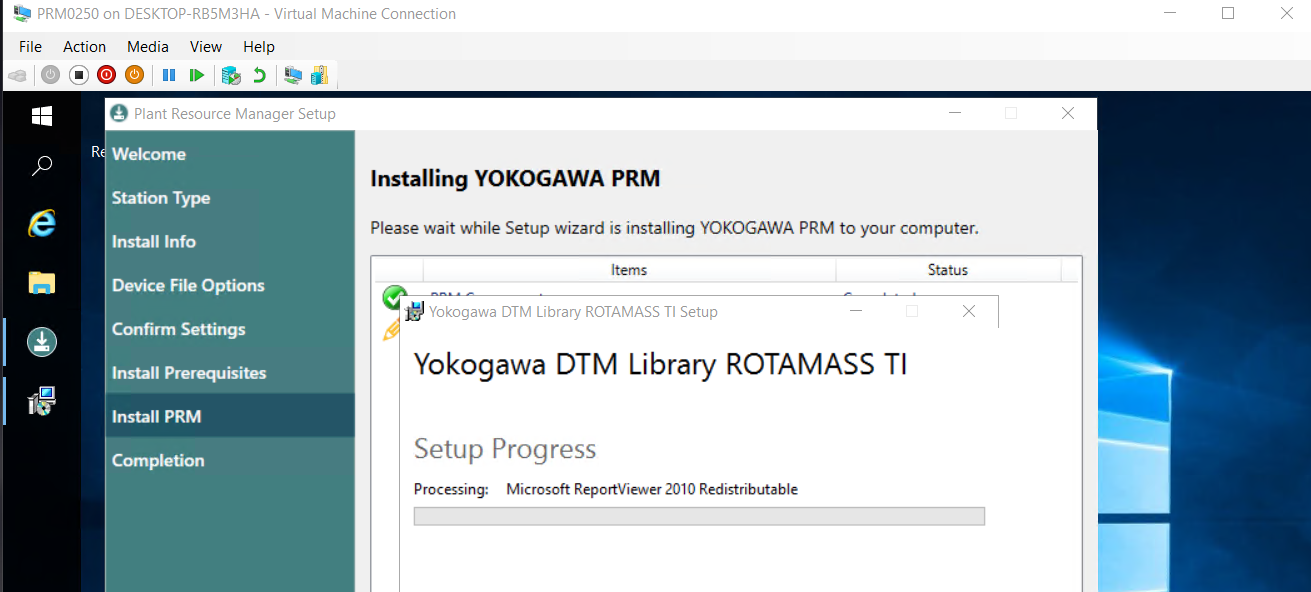 PRM0250 on DESKTOP-RB5M3HA - Virtual Machine Connection
File Action Media View Help
Plant Resource Manager Setup
Re
Welcome
Station Type
Install Info
Device File Options
Confirm Settings
Install Prerequisites
Install PRM
Completion
Installing YOKOGAWA PRM
Please wait while Setup wizard is installing YOKOGAWA PRM to your computer.
Items Status
Yokogawa DTM Library ROTAMASS TI Setup
Yokogawa DTM Library ROTAMASS TI
Setup Progress
Processing: Microsoft ReportViewer 2010 Redistributable